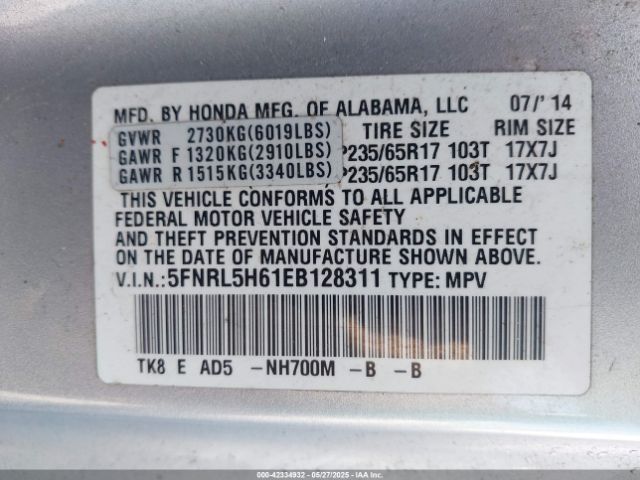 MFD. BY HONDA MFG. OF ALABAMA, LLC 07/'14
GVWR 2730KG(6019LBS) TIRE SIZE RIM SIZE
GAWR F 1320KG(2910LBS) P235/65R17 103T 17X7J
GAWR R 1515KG(3340LBS) P235/65R17 103T 17X7J
THIS VEHICLE CONFORMS TO ALL APPLICABLE
FEDERAL MOTOR VEHICLE SAFETY
AND THEFT PREVENTION STANDARDS IN EFFECT
ON THE DATE OF MANUFACTURE SHOWN ABOVE.
V.I.N.:5FNRL5H61EB128311 TYPE: MPV
TK8 E AD5 -NH700M -B -B
000-42334932 - 05/27/2025 - IAAI.COM